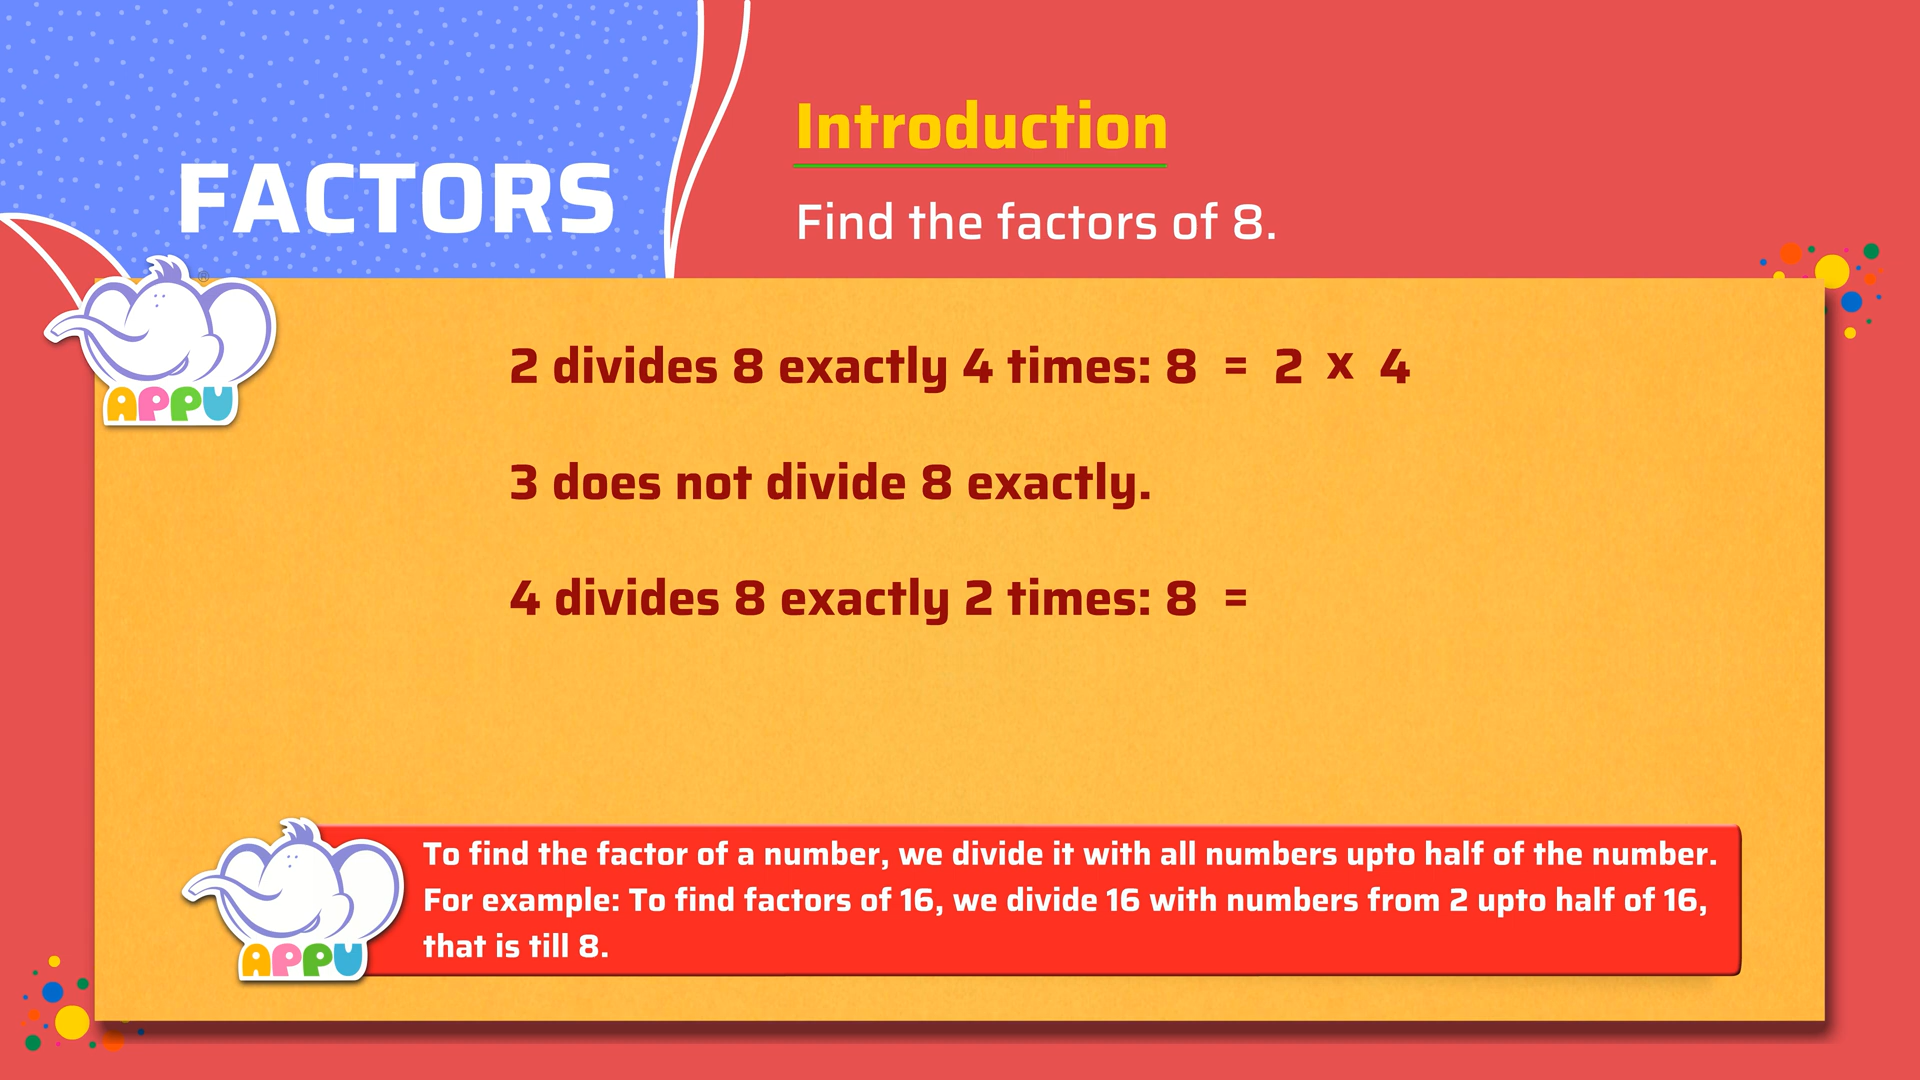 FACTORS
Introduction
Find the factors of 8.
®
APPU
2 divides 8 exactly 4 times: 8 = 2 x 4
3 does not divide 8 exactly.
4 divides 8 exactly 2 times: 8 =
To find the factor of a number, we divide it with all numbers upto half of the number.
For example: To find factors of 16, we divide 16 with numbers from 2 upto half of 16,
that is till 8.
APPU